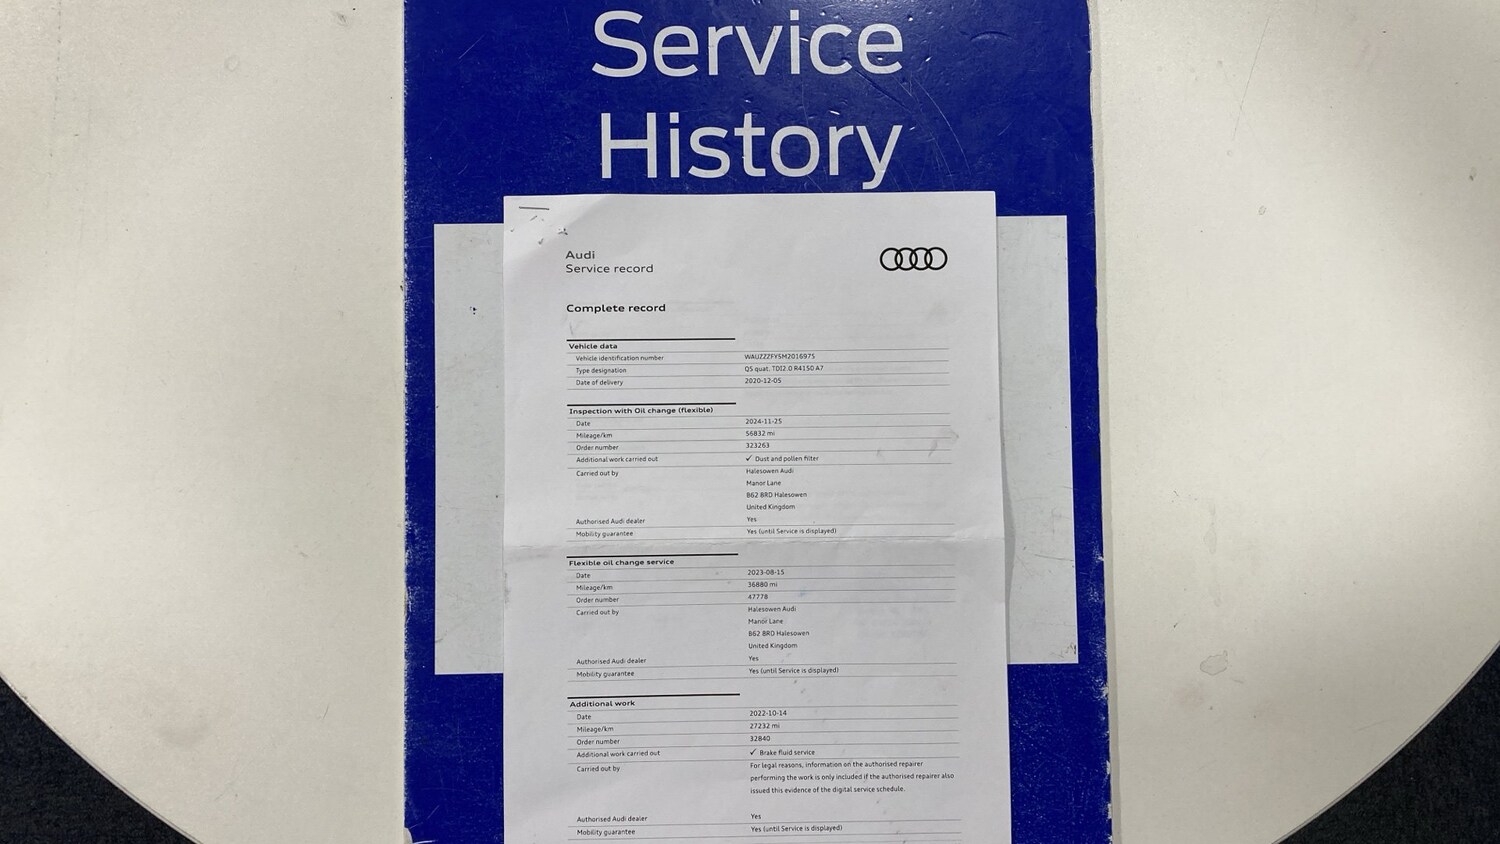 Service
History
Audi
Service record
Complete record
Vehicle data
Vehicle identification number WAUZZZFY5M2016975
Type designation Q5 quat. TDI2.0 R4150 A7
Date of delivery 2020-12-05
Inspection with Oil change (flexible)
Date 2024-11-25
Mileage/km 56832 mi
Order number 323263
Additional work carried out ✓ Dust and pollen filter
Carried out by Halesowen Audi
Manor Lane
B62 8RD Halesowen
United Kingdom
Authorised Audi dealer Yes
Mobility guarantee Yes (until Service is displayed)
Flexible oil change service
Date 2023-08-15
Mileage/km 36880 mi
Order number 47778
Carried out by Halesowen Audi
Manor Lane
B62 8RD Halesowen
United Kingdom
Authorised Audi dealer Yes
Mobility guarantee Yes (until Service is displayed)
Additional work
Date 2022-10-14
Mileage/km 27232 mi
Order number 32840
Additional work carried out ✓ Brake fluid service
Carried out by For legal reasons, information on the authorised repairer
performing the work is only included if the authorised repairer also
issued this evidence of the digital service schedule.
Authorised Audi dealer Yes
Mobility guarantee Yes (until Service is displayed)